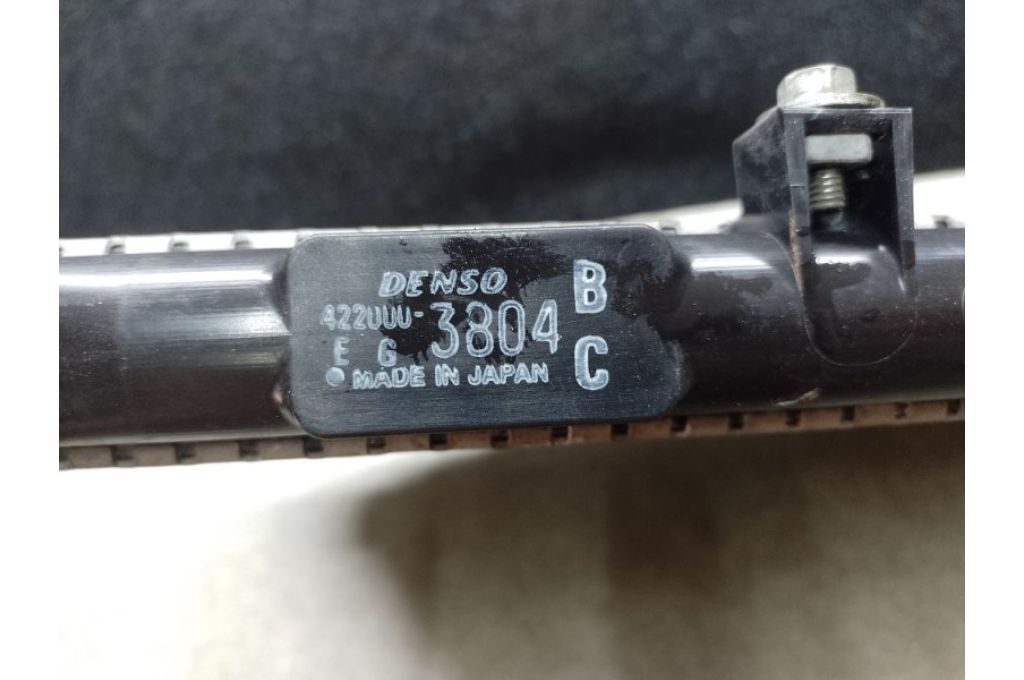 DENSO
422000-3804 B
E G C
MADE IN JAPAN